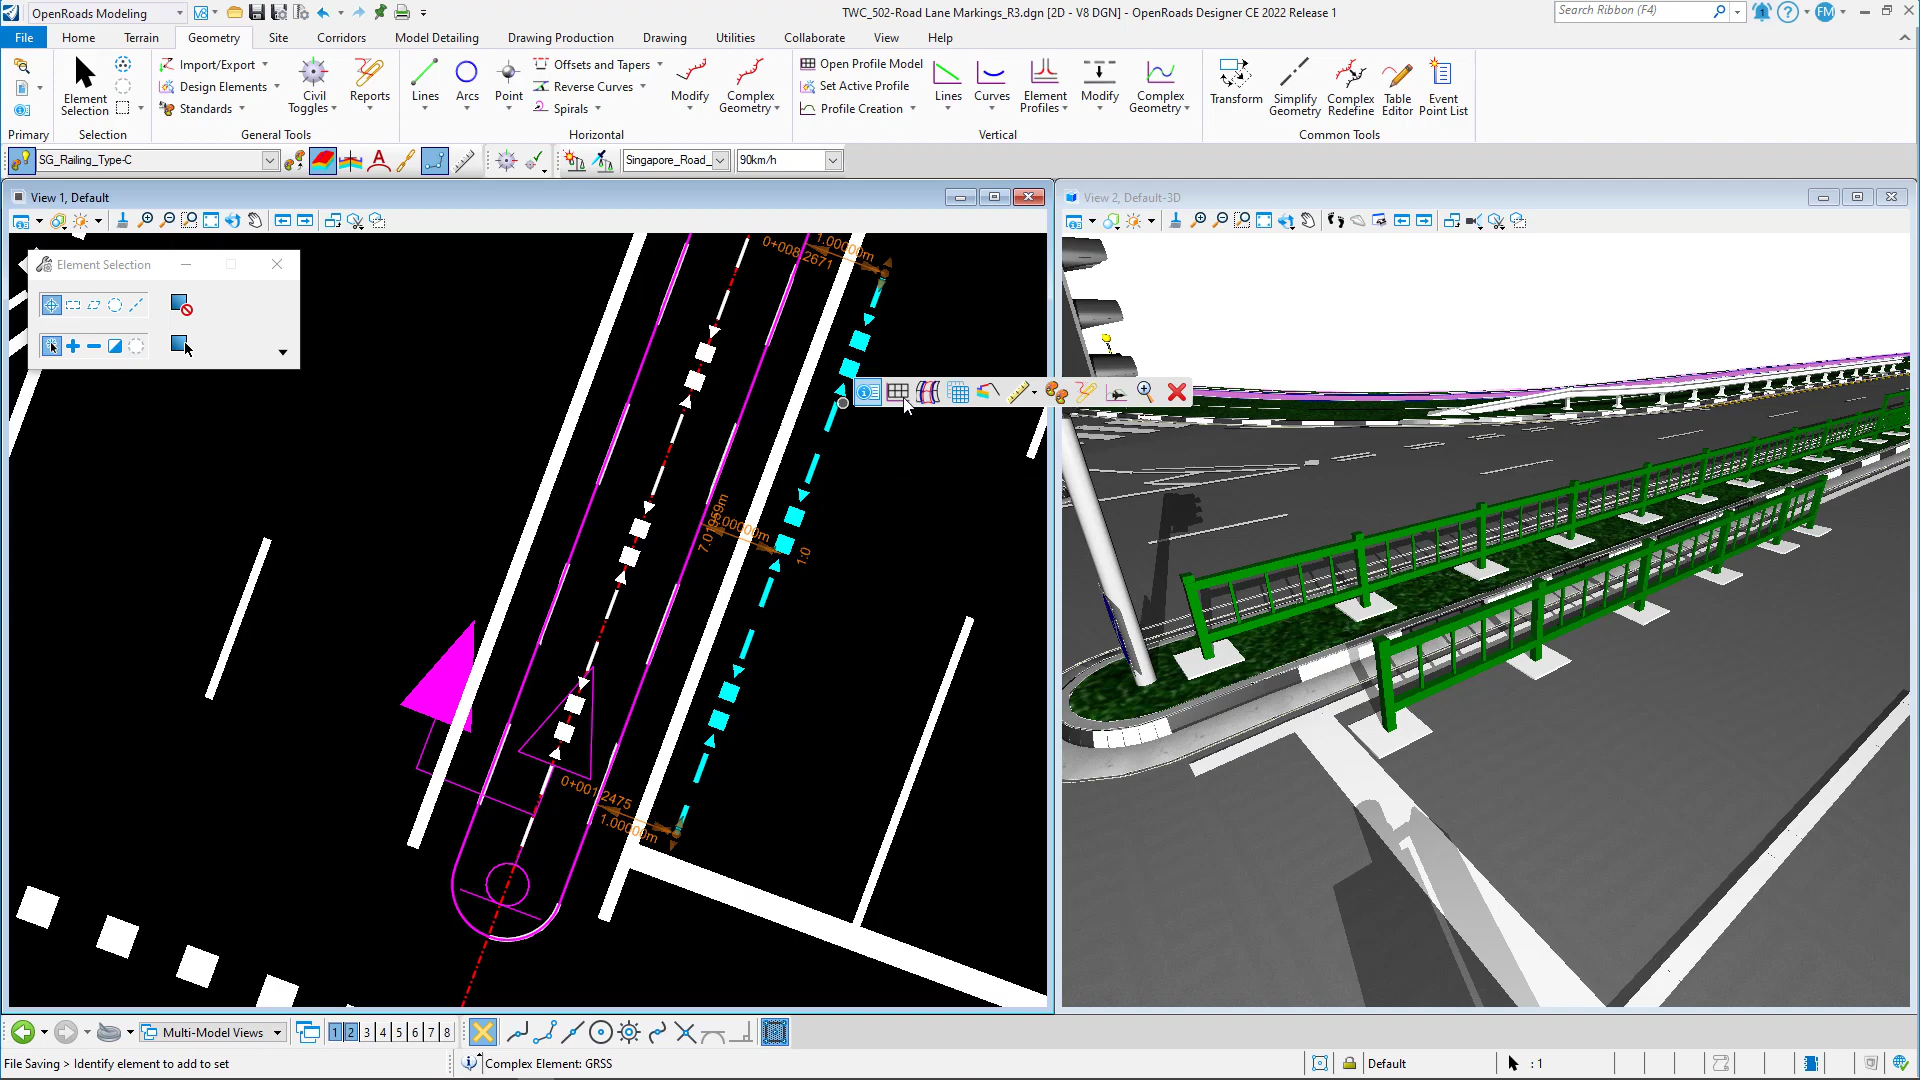 OpenRoads Modeling
TWC_502-Road Lane Markings_R3.dgn [2D - V8 DGN] - OpenRoads Designer CE 2022 Release 1
Search Ribbon (F4)
FM
File
Home
Terrain
Geometry
Site
Corridors
Model Detailing
Drawing Production
Drawing
Utilities
Collaborate
View
Help
Primary
Element Selection
Selection
Import/Export
Design Elements
Standards
Civil Toggles
Reports
General Tools
Lines
Arcs
Point
Offsets and Tapers
Reverse Curves
Spirals
Modify
Complex Geometry
Horizontal
Open Profile Model
Set Active Profile
Profile Creation
Lines
Curves
Element Profiles
Modify
Complex Geometry
Vertical
Transform
Simplify Geometry
Complex Redefine
Table Editor
Event Point List
Common Tools
SG_Railing_Type-C
Singapore_Road_
90km/h
View 1, Default
View 2, Default-3D
Element Selection
0+008.2671
1.00000m
1:0
0+001.2475
1.00000m
Multi-Model Views
1 2 3 4 5 6 7 8
File Saving > Identify element to add to set
Complex Element: GRSS
Default
: 1